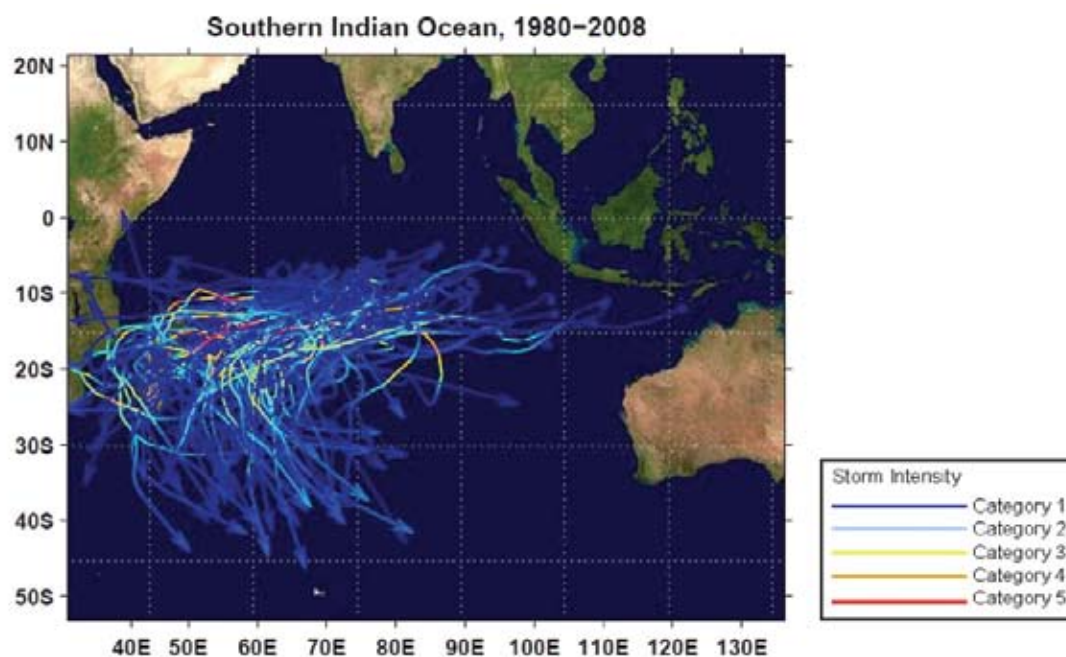 Southern Indian Ocean, 1980−2008
20N
10N
0
10S
20S
30S
40S
50S
40E 50E 60E 70E 80E 90E 100E 110E 120E 130E
Storm Intensity
Category 1
Category 2
Category 3
Category 4
Category 5